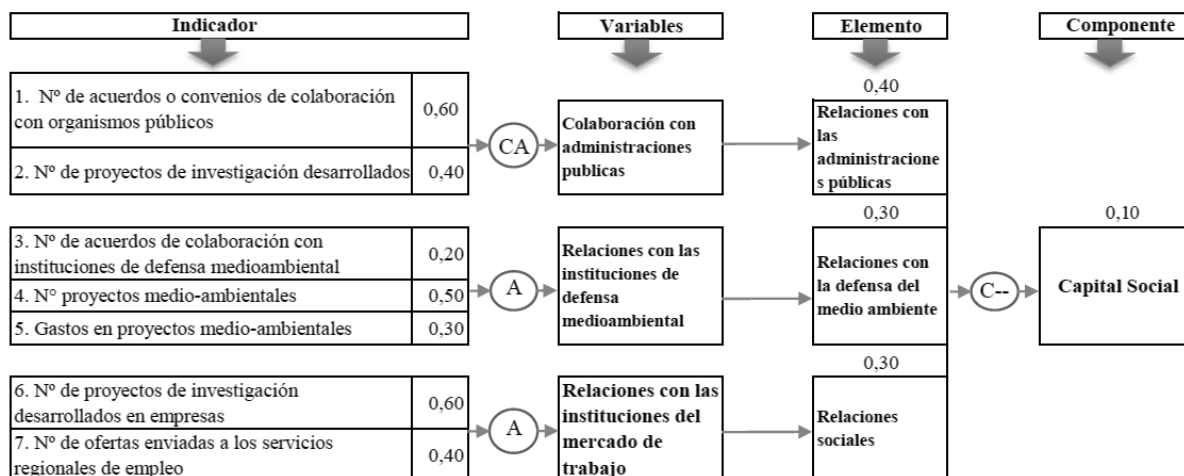 Indicador
Variables
Elemento
Componente
1. Nº de acuerdos o convenios de colaboración
con organismos públicos
0,60
2. Nº de proyectos de investigación desarrollados
0,40
CA
Colaboración con
administraciones
publicas
0,40
Relaciones con
las
administracione
s públicas
3. Nº de acuerdos de colaboración con
instituciones de defensa medioambiental
0,20
4. N° proyectos medio-ambientales
0,50
5. Gastos en proyectos medio-ambientales
0,30
A
Relaciones con las
instituciones de
defensa
medioambiental
0,30
Relaciones con
la defensa del
medio ambiente
C--
0,10
Capital Social
6. Nº de proyectos de investigación
desarrollados en empresas
0,60
7. Nº de ofertas enviadas a los servicios
regionales de empleo
0,40
A
Relaciones con las
instituciones del
mercado de
trabajo
0,30
Relaciones
sociales